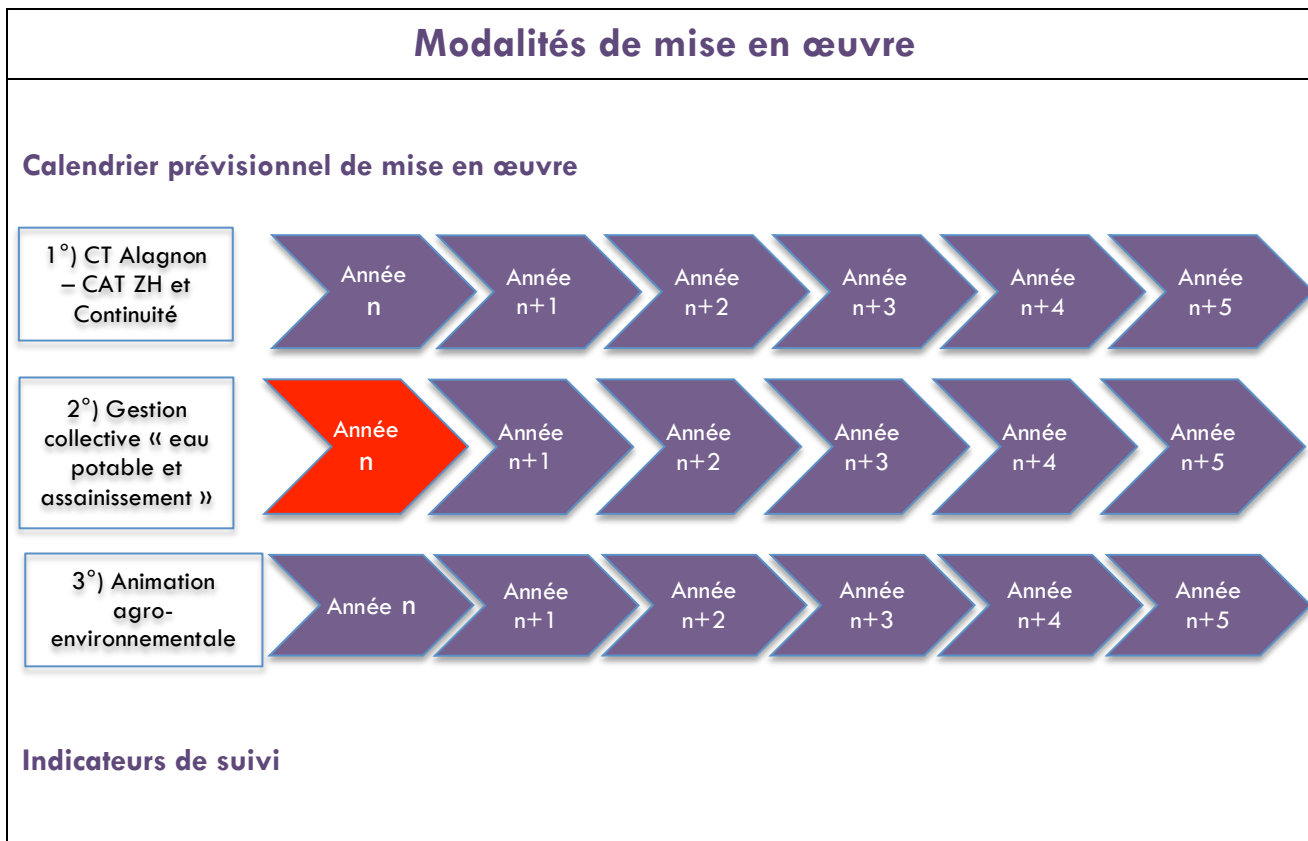 Modalités de mise en œuvre
Calendrier prévisionnel de mise en œuvre
1°) CT Alagnon
– CAT ZH et
Continuité
Année
n
Année
n+1
Année
n+2
Année
n+3
Année
n+4
Année
n+5
2°) Gestion
collective « eau
potable et
assainissement »
Année
n
Année
n+1
Année
n+2
Année
n+3
Année
n+4
Année
n+5
3°) Animation
agro-
environnementale
Année n
Année
n+1
Année
n+2
Année
n+3
Année
n+4
Année
n+5
Indicateurs de suivi